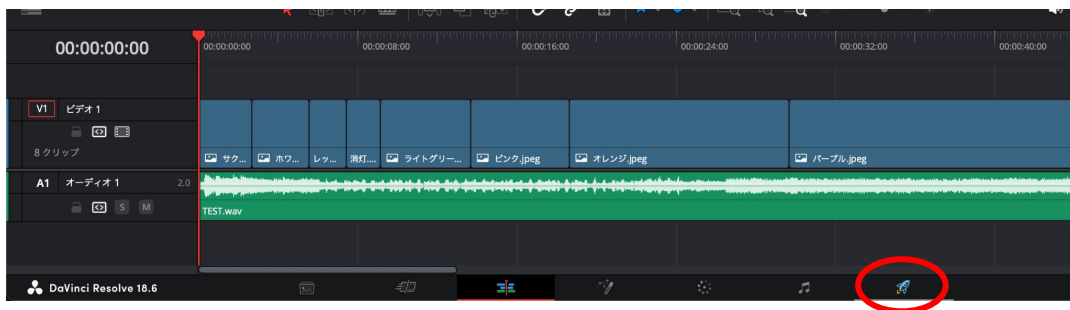 00:00:00:00
00:00:00:00 00:00:08:00 00:00:16:00 00:00:24:00 00:00:32:00 00:00:40:00
V1 ビデオ 1
8 クリップ
サク... ホワ... レッ... 消灯.... ライトグリー... ピンク.jpeg オレンジ.jpeg パープル.jpeg
A1 オーディオ 1 2.0
S M
TEST.wav
DaVinci Resolve 18.6